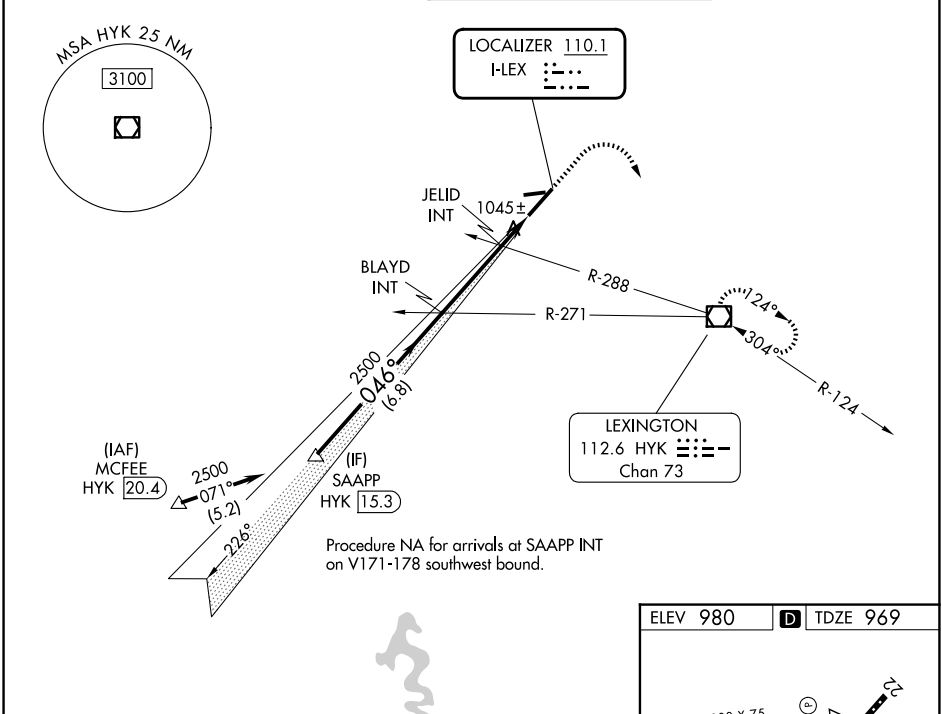 MSA HYK 25 NM
3100
LOCALIZER 110.1
I-LEX
JELID
INT
1045±
BLAYD
INT
R-288
R-271
124°
304°
R-124
2500
046°
(6.8)
LEXINGTON
112.6 HYK
Chan 73
(IAF)
MCFEE
HYK 20.4
2500
071°
(5.2)
(IF)
SAAPP
HYK 15.3
226°
Procedure NA for arrivals at SAAPP INT
on V171-178 southwest bound.
ELEV 980 D TDZE 969
22
X 75
P